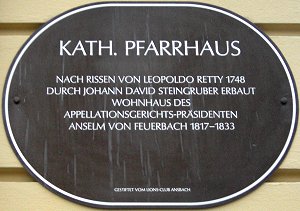 KATH. PFARRHAUS
NACH RISSEN VON LEOPOLDO RETTY 1748
DURCH JOHANN DAVID STEINGRUBER ERBAUT
WOHNHAUS DES
APPELLATIONSGERICHTS-PRÄSIDENTEN
ANSELM VON FEUERBACH 1817–1833
GESTIFTET VOM LIONS-CLUB ANSBACH